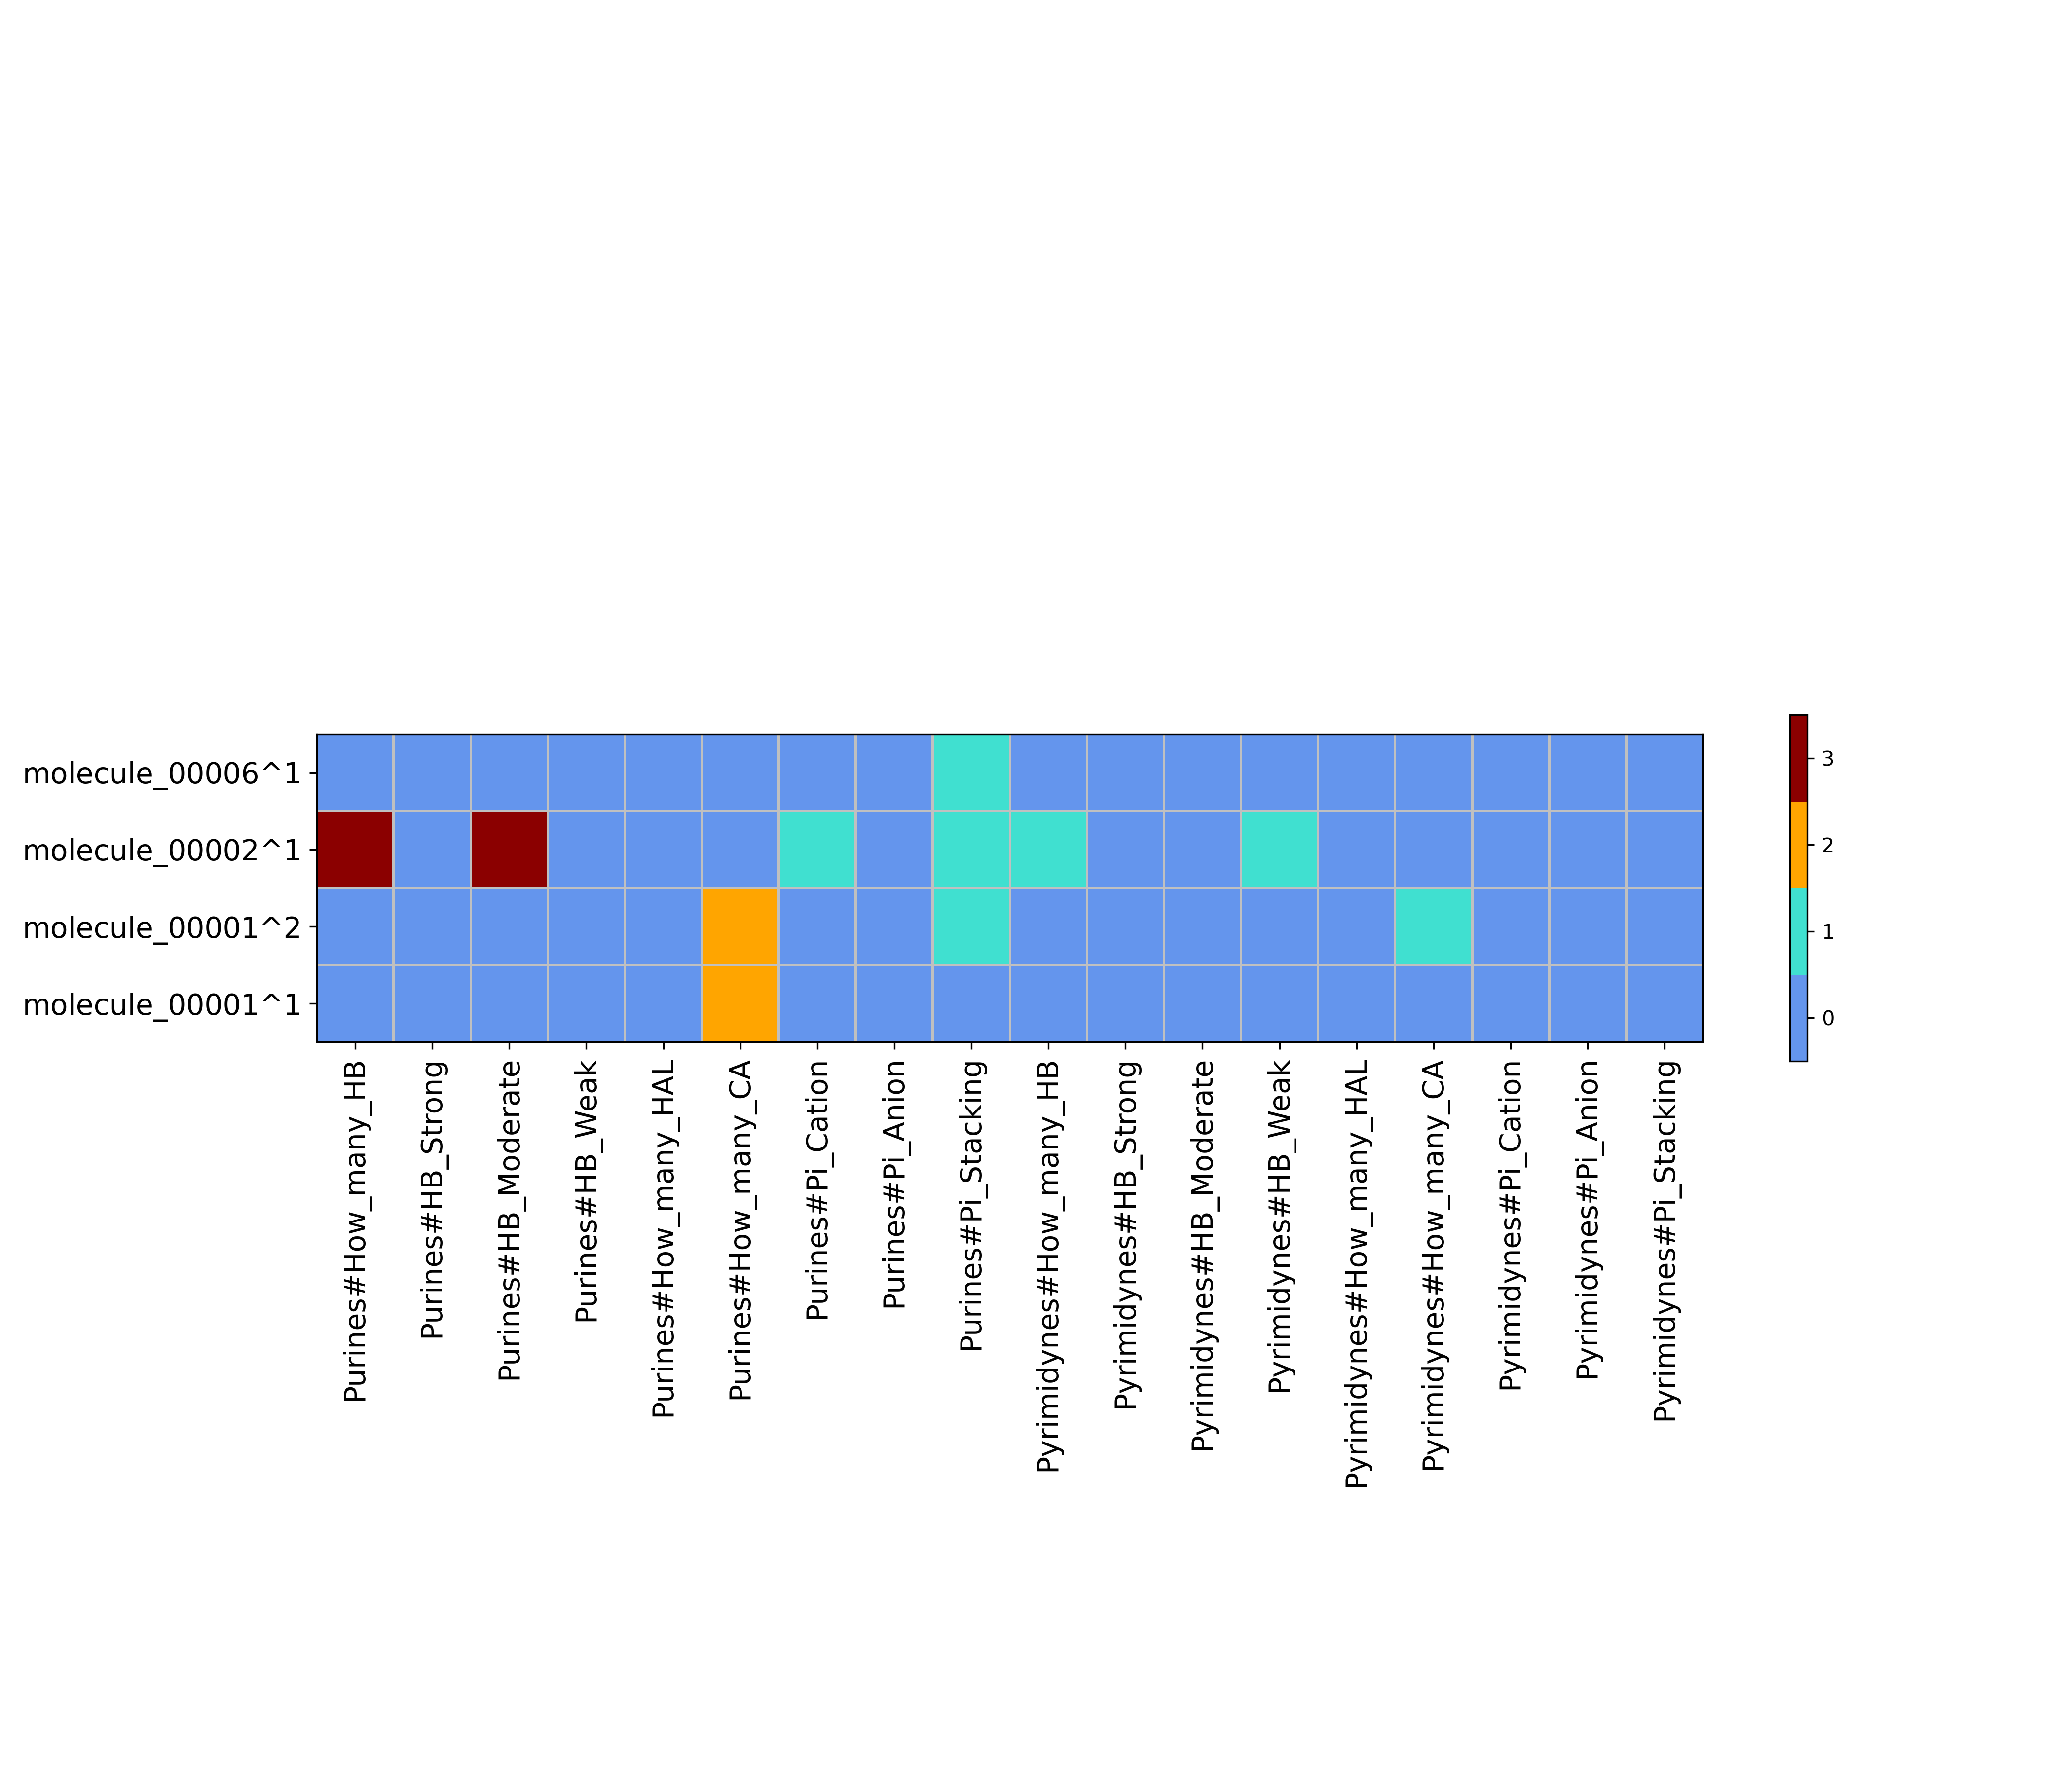 molecule_00006^1
molecule_00002^1
molecule_00001^2
molecule_00001^1
3
2
1
0
Purines#How_many_HB
Purines#HB_Strong
Purines#HB_Moderate
Purines#HB_Weak
Purines#How_many_HAL
Purines#How_many_CA
Purines#Pi_Cation
Purines#Pi_Anion
Purines#Pi_Stacking
Pyrimidynes#How_many_HB
Pyrimidynes#HB_Strong
Pyrimidynes#HB_Moderate
Pyrimidynes#HB_Weak
Pyrimidynes#How_many_HAL
Pyrimidynes#How_many_CA
Pyrimidynes#Pi_Cation
Pyrimidynes#Pi_Anion
Pyrimidynes#Pi_Stacking